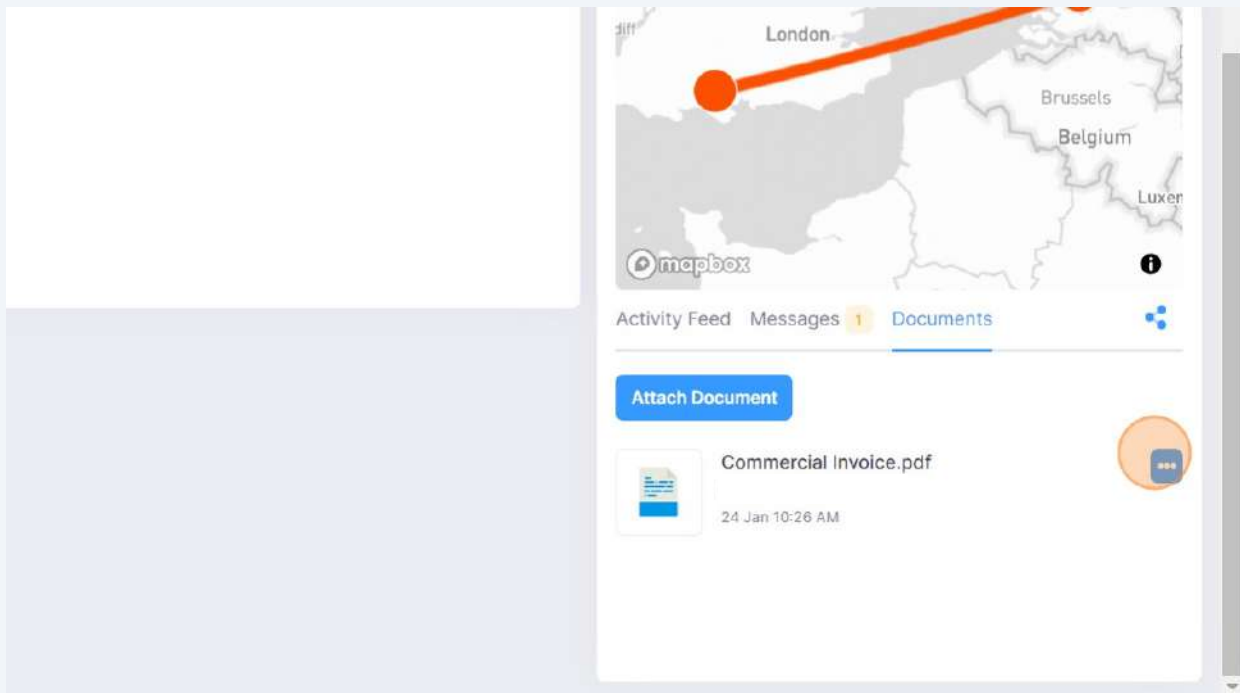 London
Brussels
Belgium
mapbox
Activity Feed Messages 1 Documents
Attach Document
Commercial Invoice.pdf
24 Jan 10:26 AM